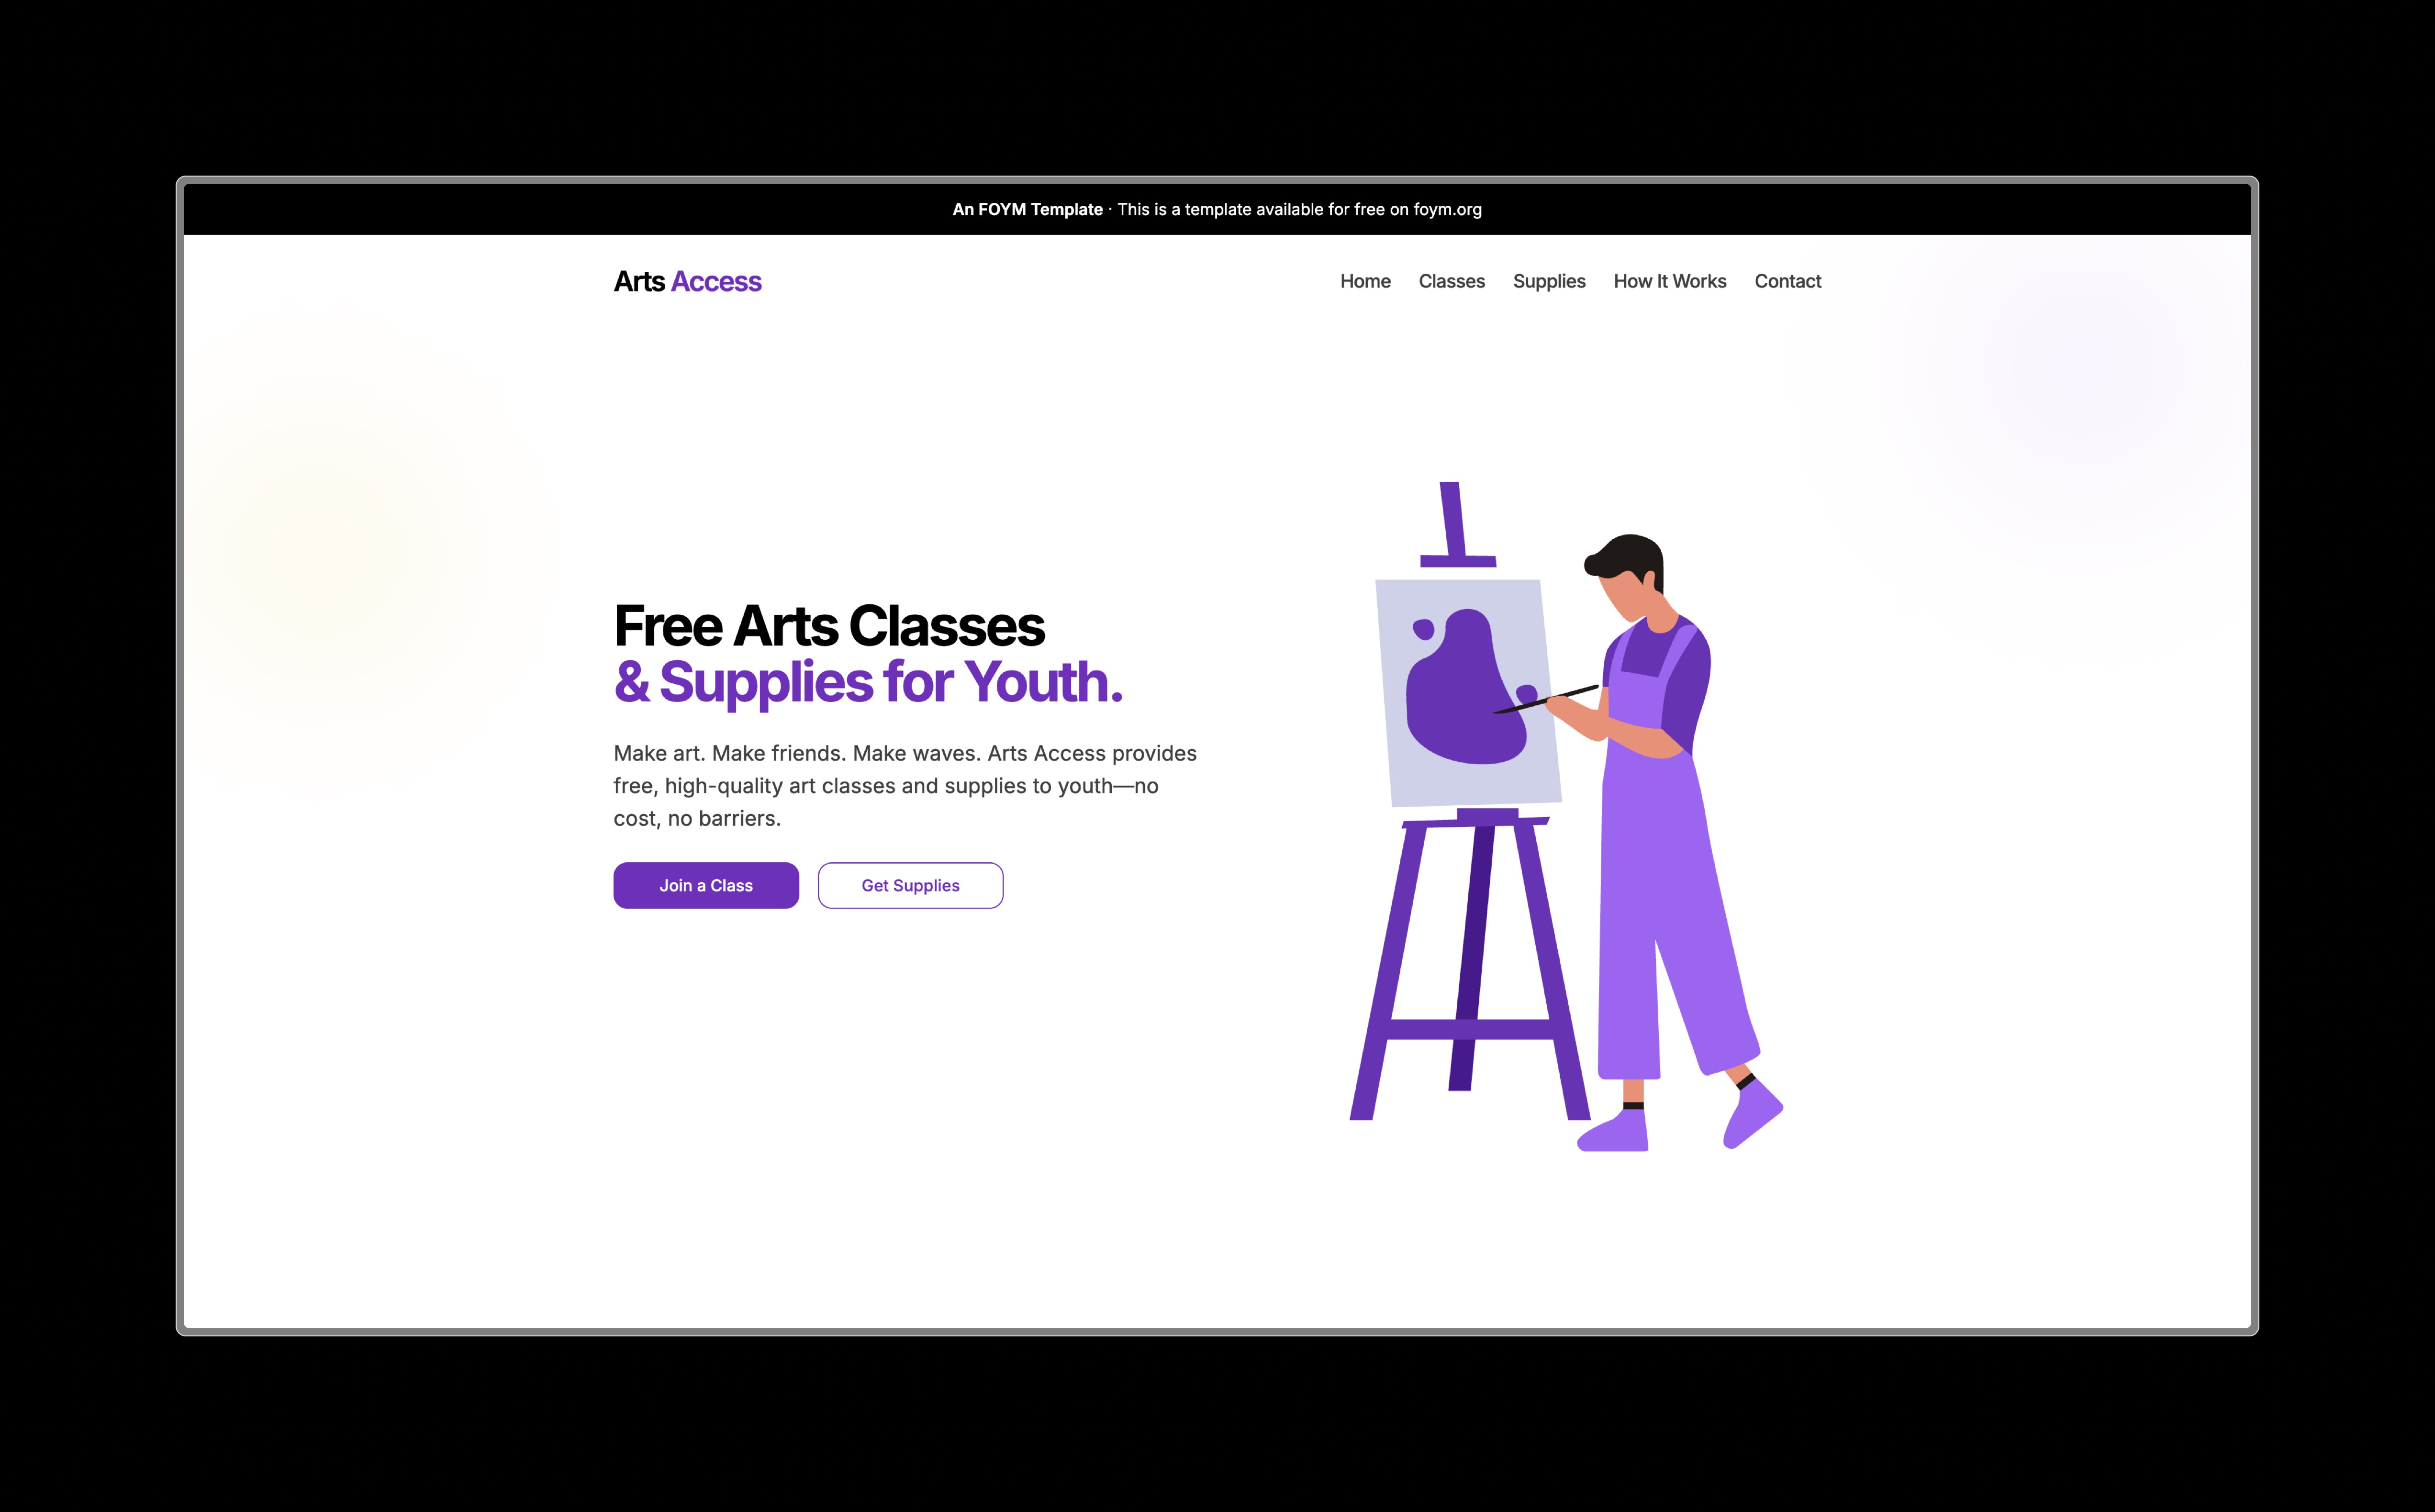 An FOYM Template · This is a template available for free on foym.org
Arts Access
Home Classes Supplies How It Works Contact
Free Arts Classes
& Supplies for Youth.
Make art. Make friends. Make waves. Arts Access provides
free, high-quality art classes and supplies to youth—no
cost, no barriers.
Join a Class Get Supplies